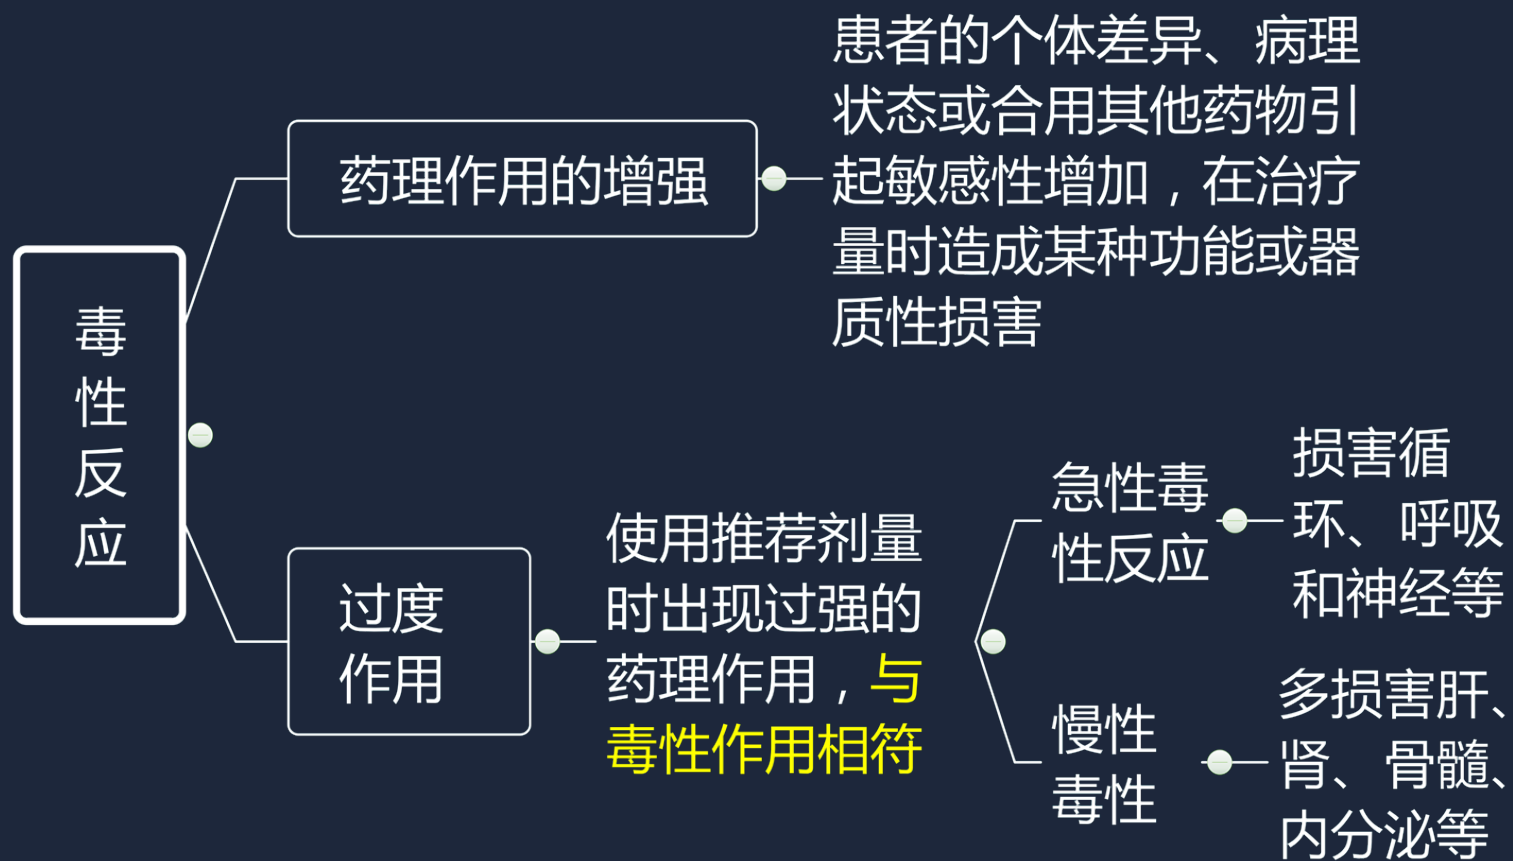 毒
性
反
应
药理作用的增强
患者的个体差异、病理
状态或合用其他药物引
起敏感性增加，在治疗
量时造成某种功能或器
质性损害
过度
作用
使用推荐剂量
时出现过强的
药理作用，与
毒性作用相符
急性毒
性反应
损害循
环、呼吸
和神经等
慢性
毒性
多损害肝、
肾、骨髓、
内分泌等